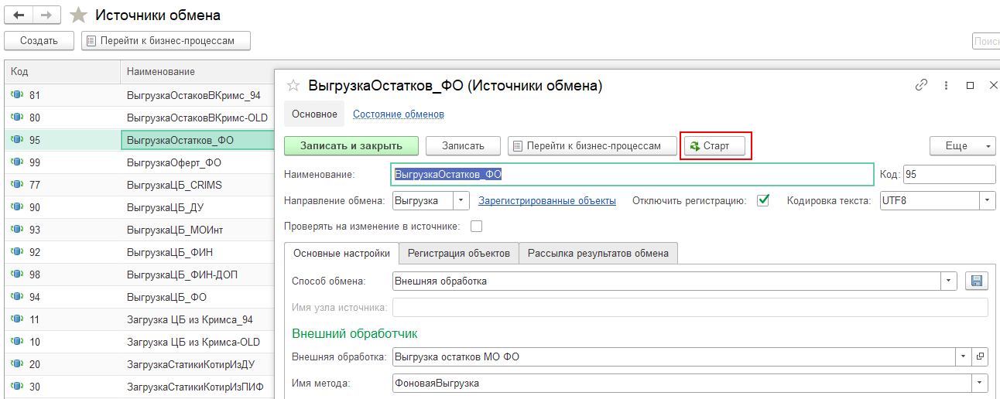 Источники обмена
Создать Перейти к бизнес-процессам Поиск
Код Наименование
81 ВыгрузкаОстаковВКримс_94
80 ВыгрузкаОстаковВКримс-OLD
95 ВыгрузкаОстатков_ФО
99 ВыгрузкаОферт_ФО
77 ВыгрузкаЦБ_CRIMS
90 ВыгрузкаЦБ_ДУ
93 ВыгрузкаЦБ_МОИнт
92 ВыгрузкаЦБ_ФИН
98 ВыгрузкаЦБ_ФИН-ДОП
94 ВыгрузкаЦБ_ФО
11 Загрузка ЦБ из Кримса_94
10 Загрузка ЦБ из Кримса-OLD
20 ЗагрузкаСтатикиКотирИзДУ
30 ЗагрузкаСтатикиКотирИзПИФ
ВыгрузкаОстатков_ФО (Источники обмена)
Основное Состояние обменов
Записать и закрыть Записать Перейти к бизнес-процессам Старт Еще
Наименование: ВыгрузкаОстатков_ФО Код: 95
Направление обмена: Выгрузка Зарегистрированные объекты Отключить регистрацию: Кодировка текста: UTF8
Проверять на изменение в источнике:
Основные настройки Регистрация объектов Рассылка результатов обмена
Способ обмена: Внешняя обработка
Имя узла источника:
Внешний обработчик
Внешняя обработка: Выгрузка остатков МО ФО
Имя метода: ФоноваяВыгрузка